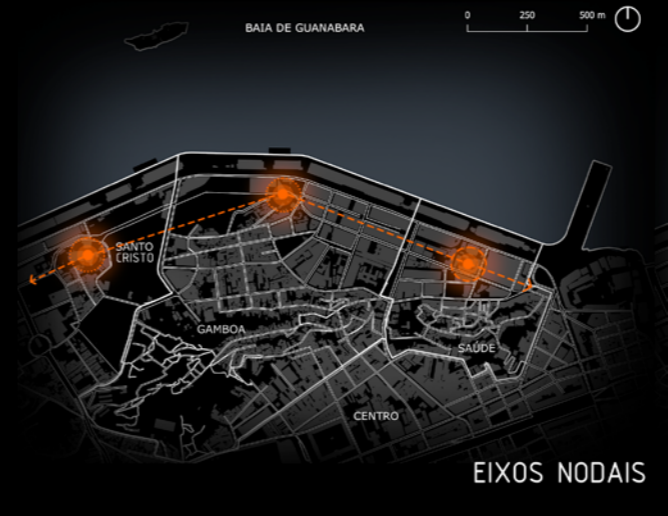 BAIA DE GUANABARA
0 250 500 m
SANTO
CRISTO
GAMBOA
SAÚDE
CENTRO
EIXOS NODAIS